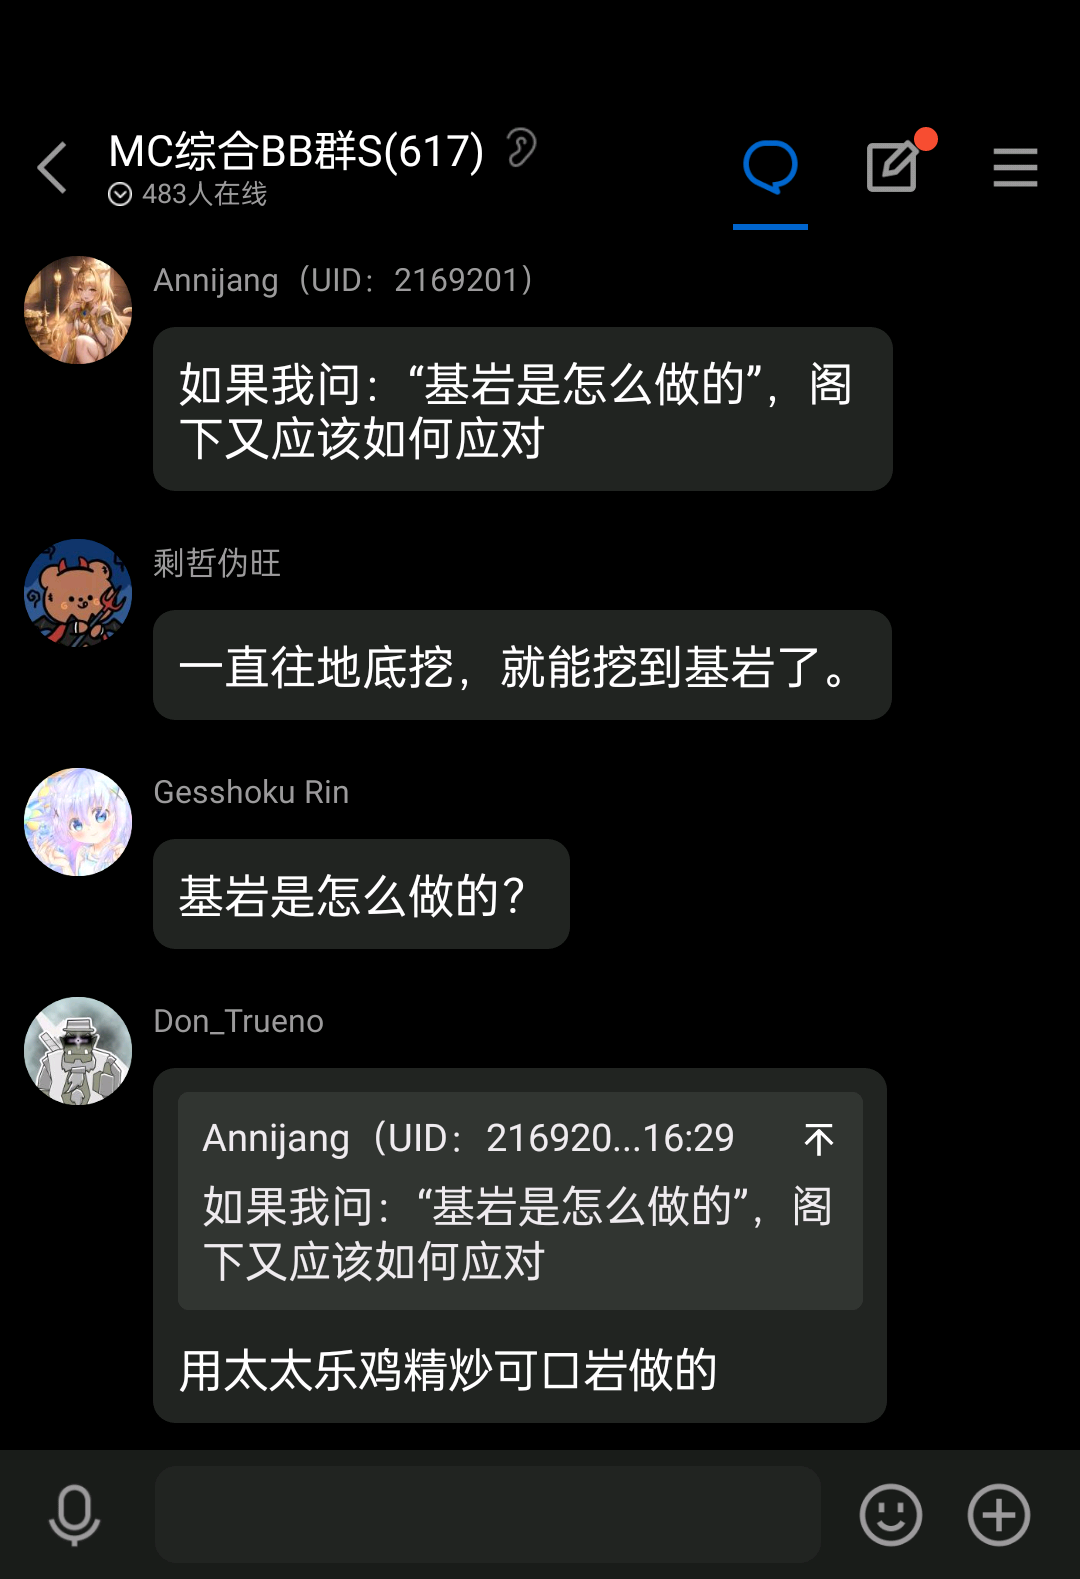 MC综合BB群S(617)
483人在线
Annijang（UID：2169201）
如果我问：“基岩是怎么做的”，阁
下又应该如何应对
剩哲伪旺
一直往地底挖，就能挖到基岩了。
Gesshoku Rin
基岩是怎么做的？
Don_Trueno
Annijang（UID：216920...16:29
如果我问：“基岩是怎么做的”，阁
下又应该如何应对
用太太乐鸡精炒可口岩做的